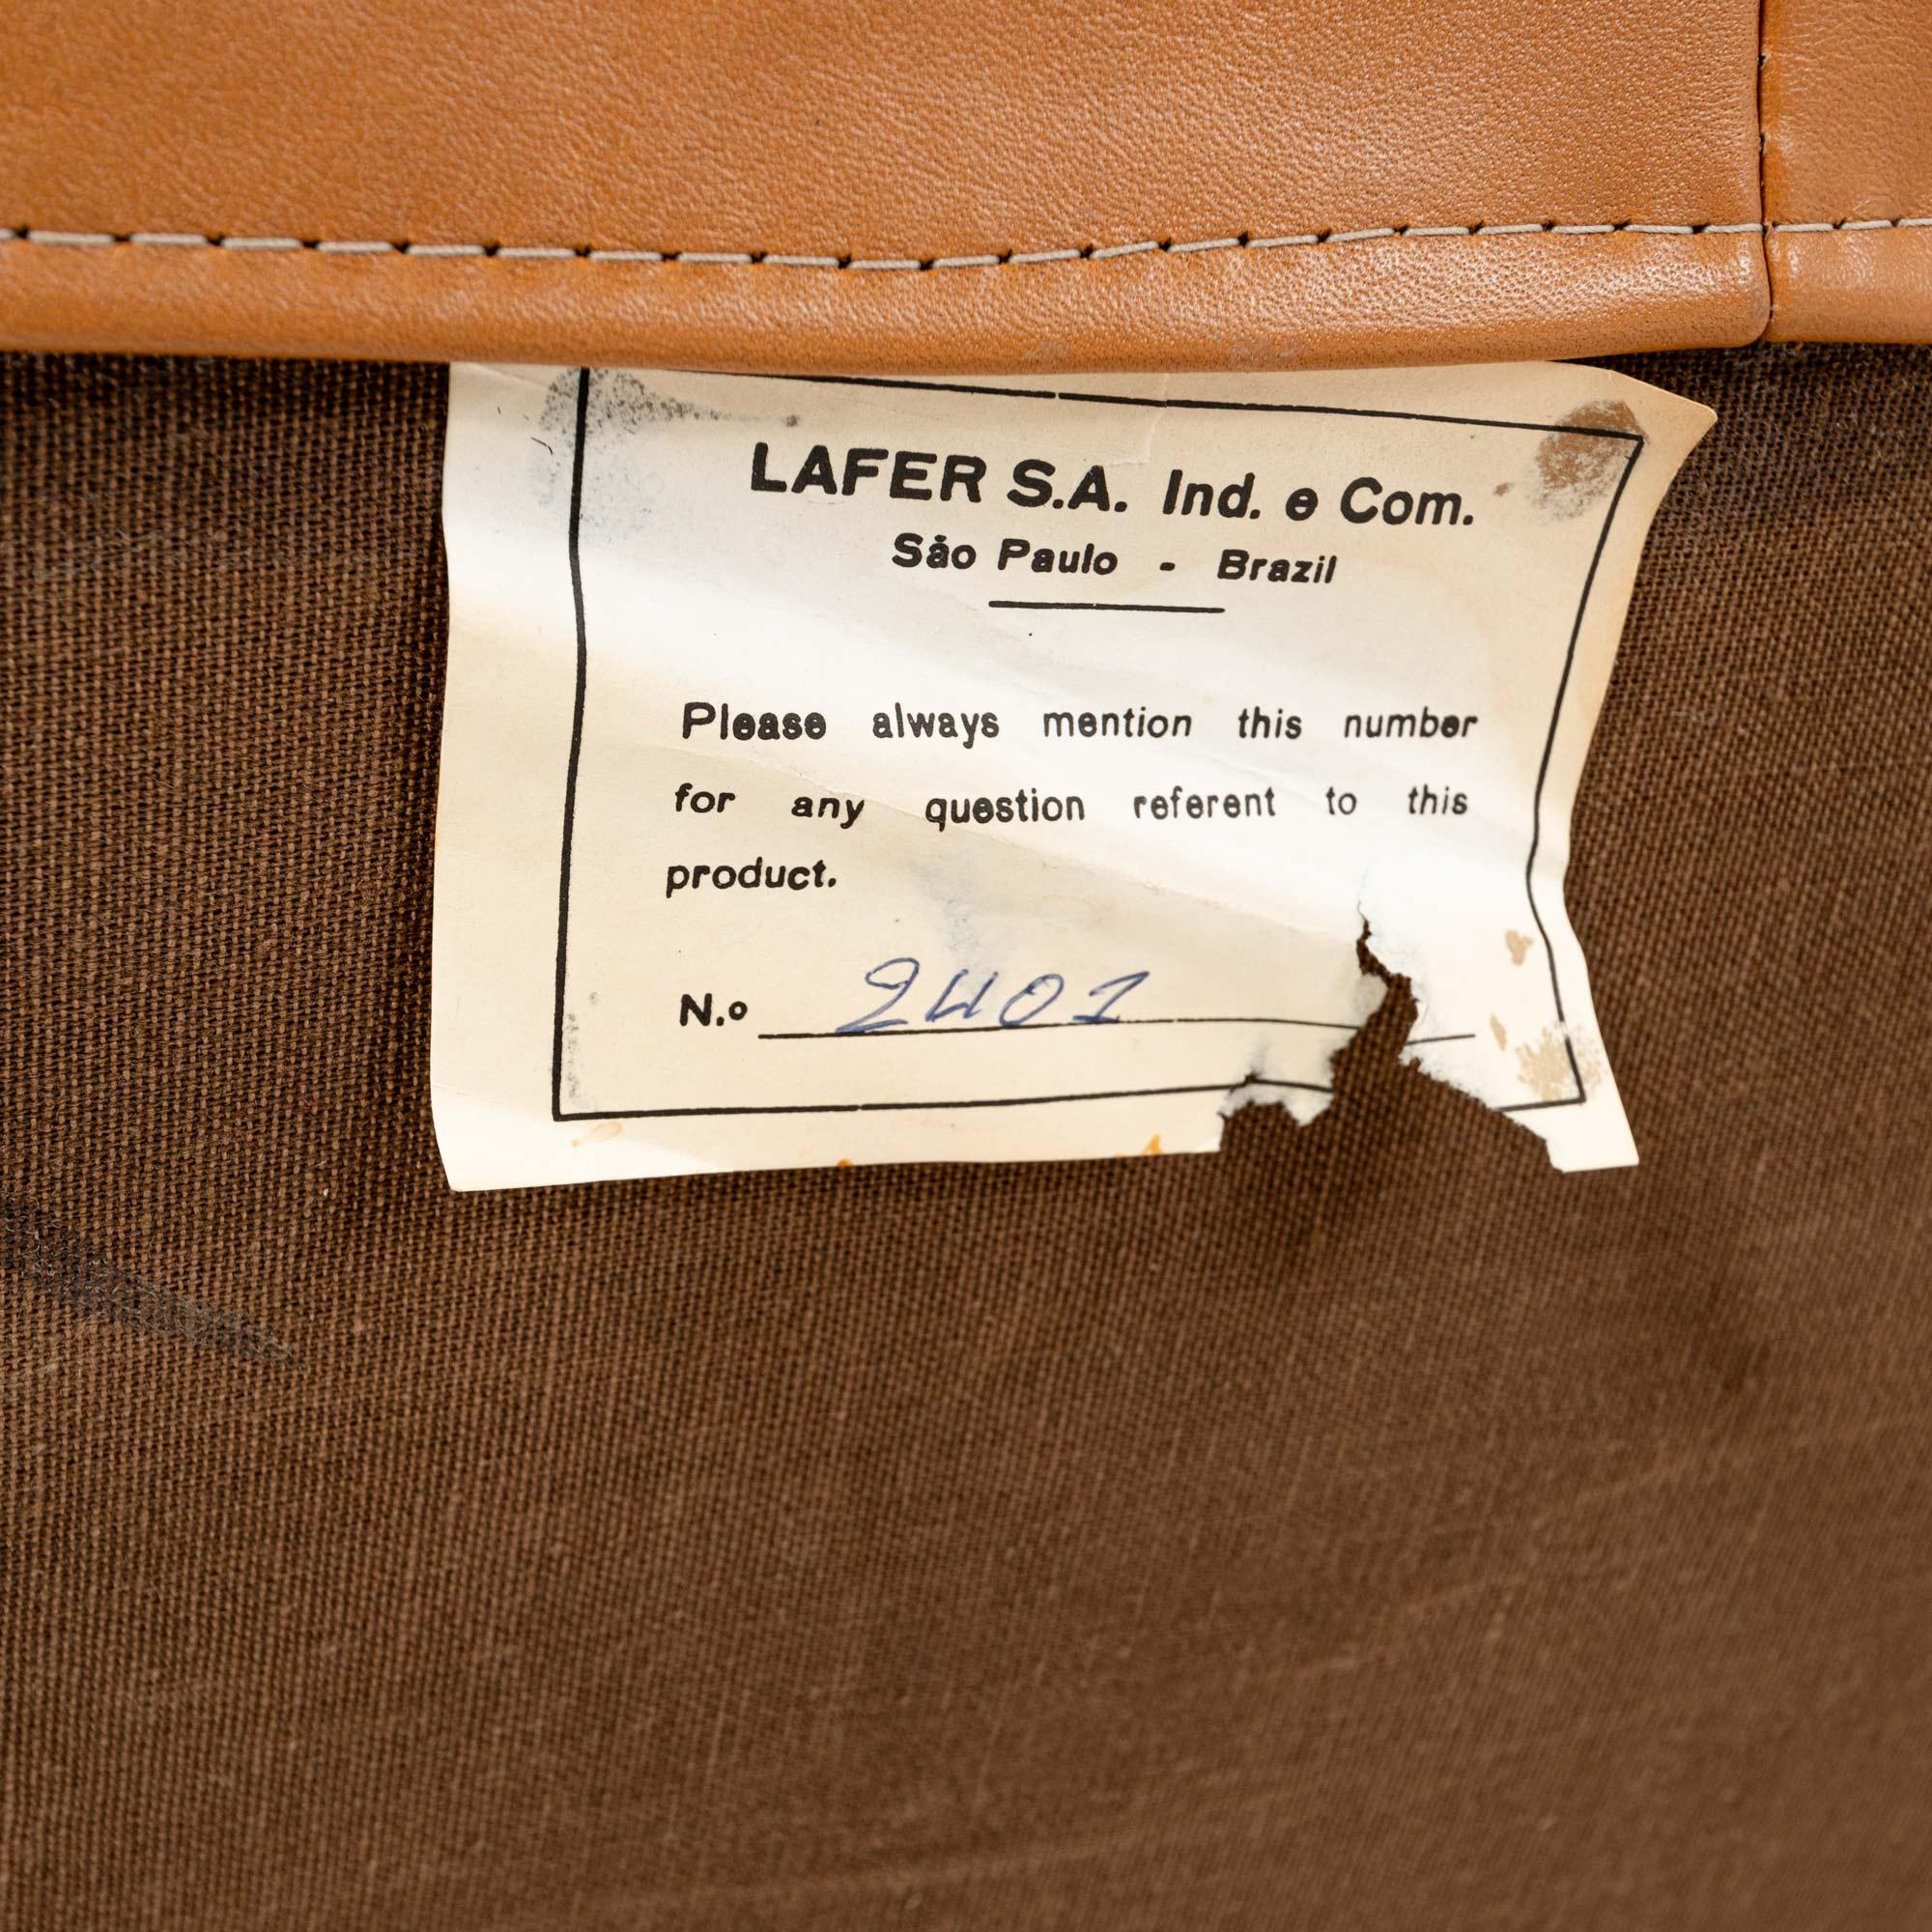 LAFER S.A. Ind. e Com.
São Paulo - Brazil
Please always mention this number
for any question referent to this
product.
N.o 2401